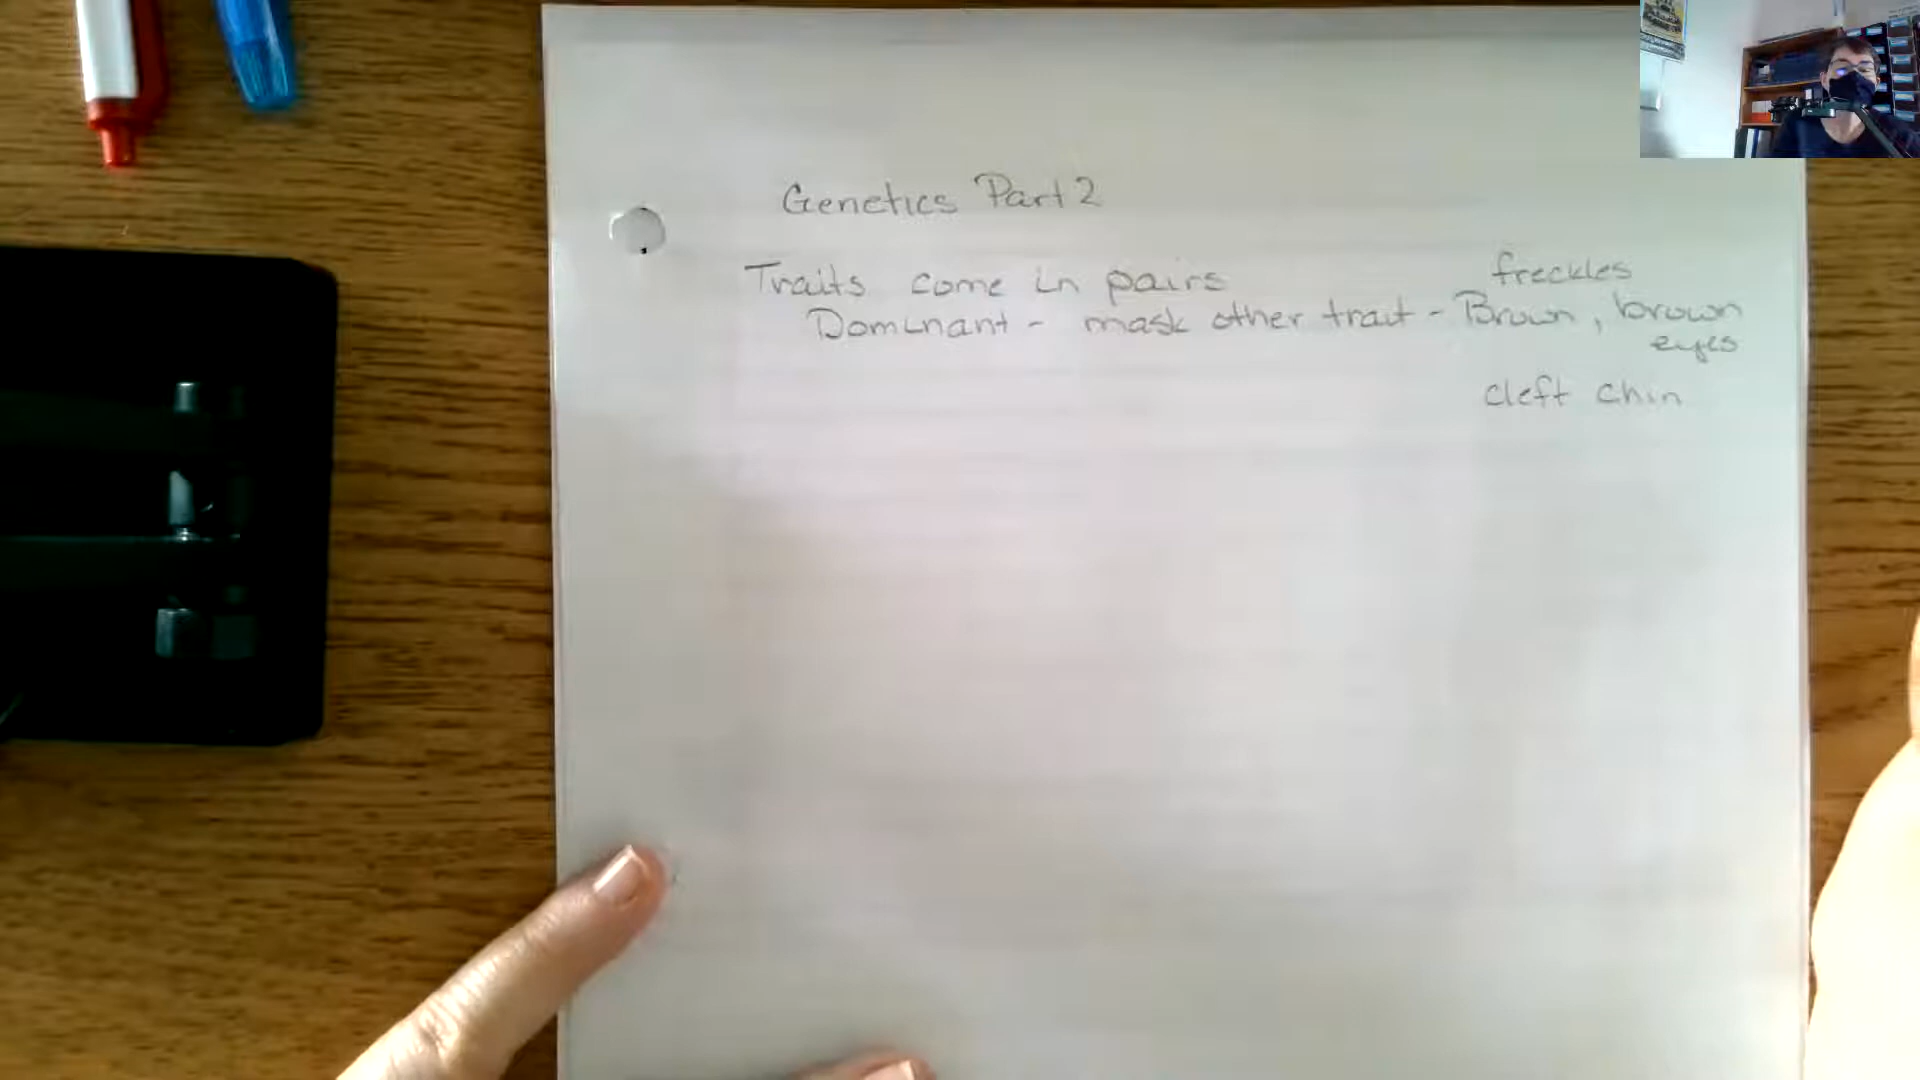 Genetics Part 2
Traits come in pairs
freckles
Dominant - mask other trait - Brown, brown
eyes
cleft chin